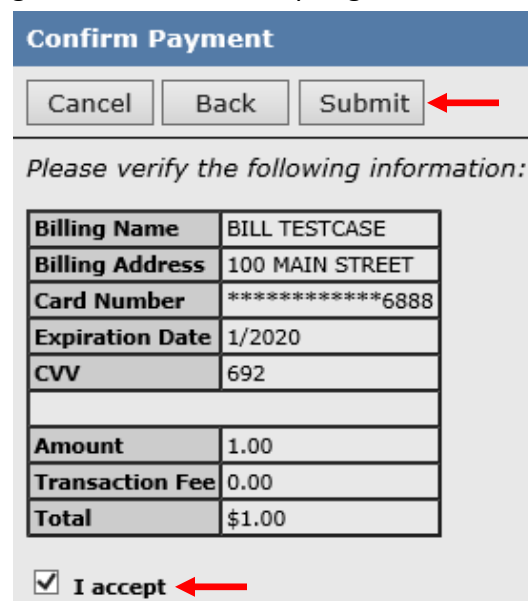 Confirm Payment
Cancel Back Submit
Please verify the following information:
Billing Name BILL TESTCASE
Billing Address 100 MAIN STREET
Card Number ************6888
Expiration Date 1/2020
CVV 692
Amount 1.00
Transaction Fee 0.00
Total $1.00
I accept